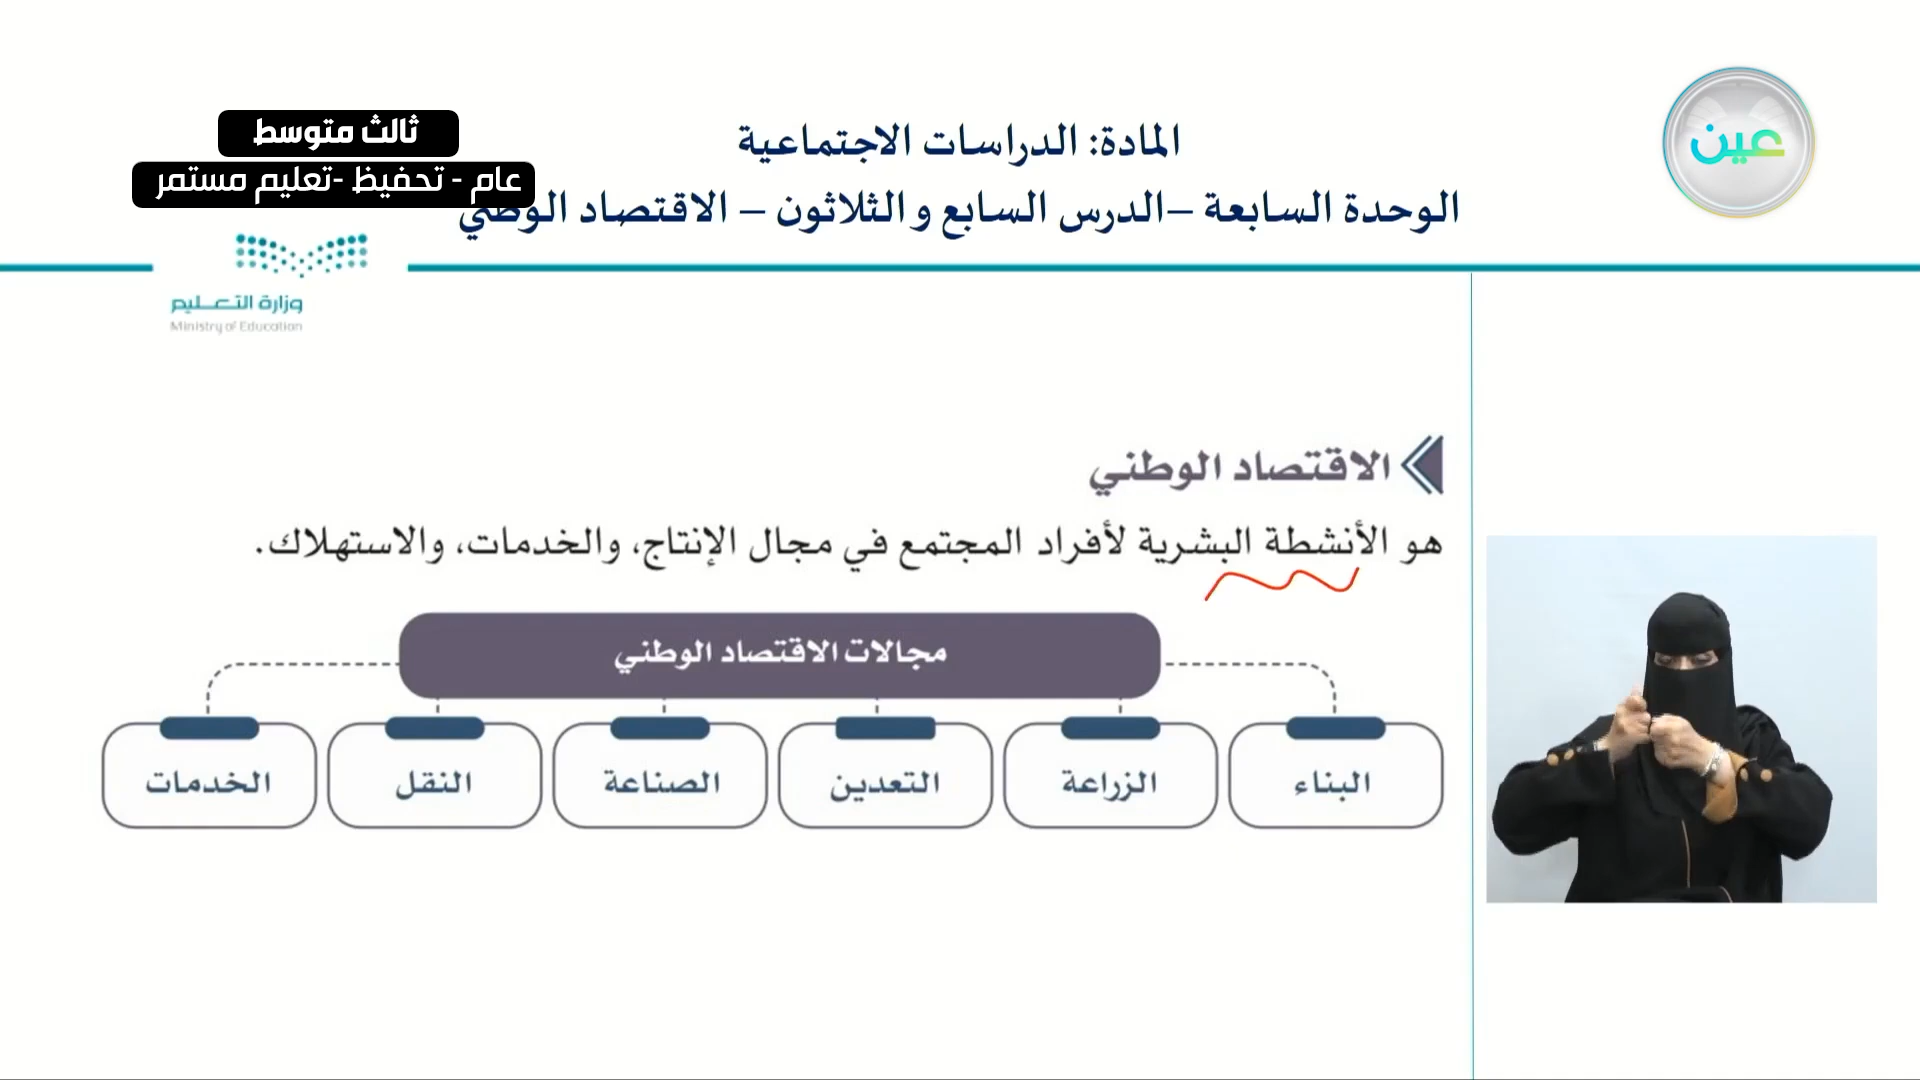 المادة: الدراسات الاجتماعية
الوحدة السابعة – الدرس السابع والثلاثون – الاقتصاد الوطني
عين
ثالث متوسط
عام - تحفيظ -تعليم مستمر
وزارة التعليم
Ministry of Education
الاقتصاد الوطني
هو الأنشطة البشرية لأفراد المجتمع في مجال الإنتاج، والخدمات، والاستهلاك.
مجالات الاقتصاد الوطني
البناء
الزراعة
التعدين
الصناعة
النقل
الخدمات